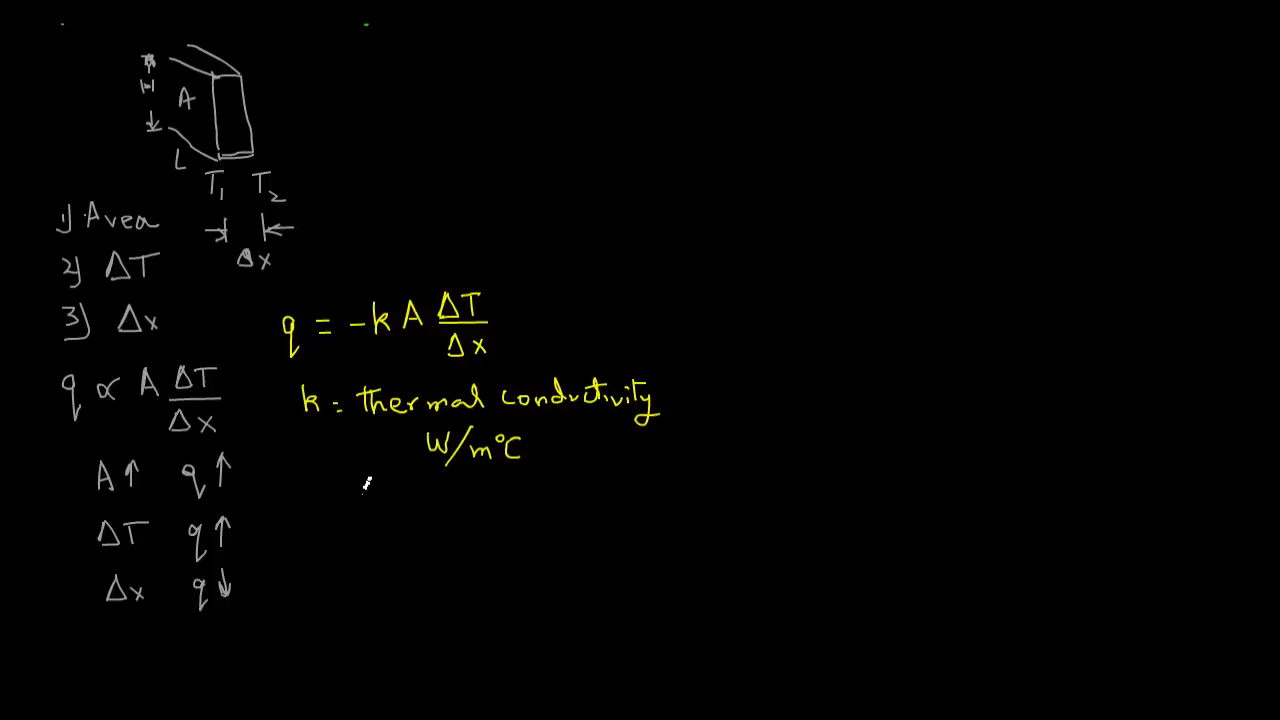 H
A
L
T₁ T₂
Δx
1) Area
2) ΔT
3) Δx
q ∝ A ΔT/Δx
A↑ q↑
ΔT q↑
Δx q↓
q = -k A ΔT/Δx
k = thermal conductivity
W/m°C